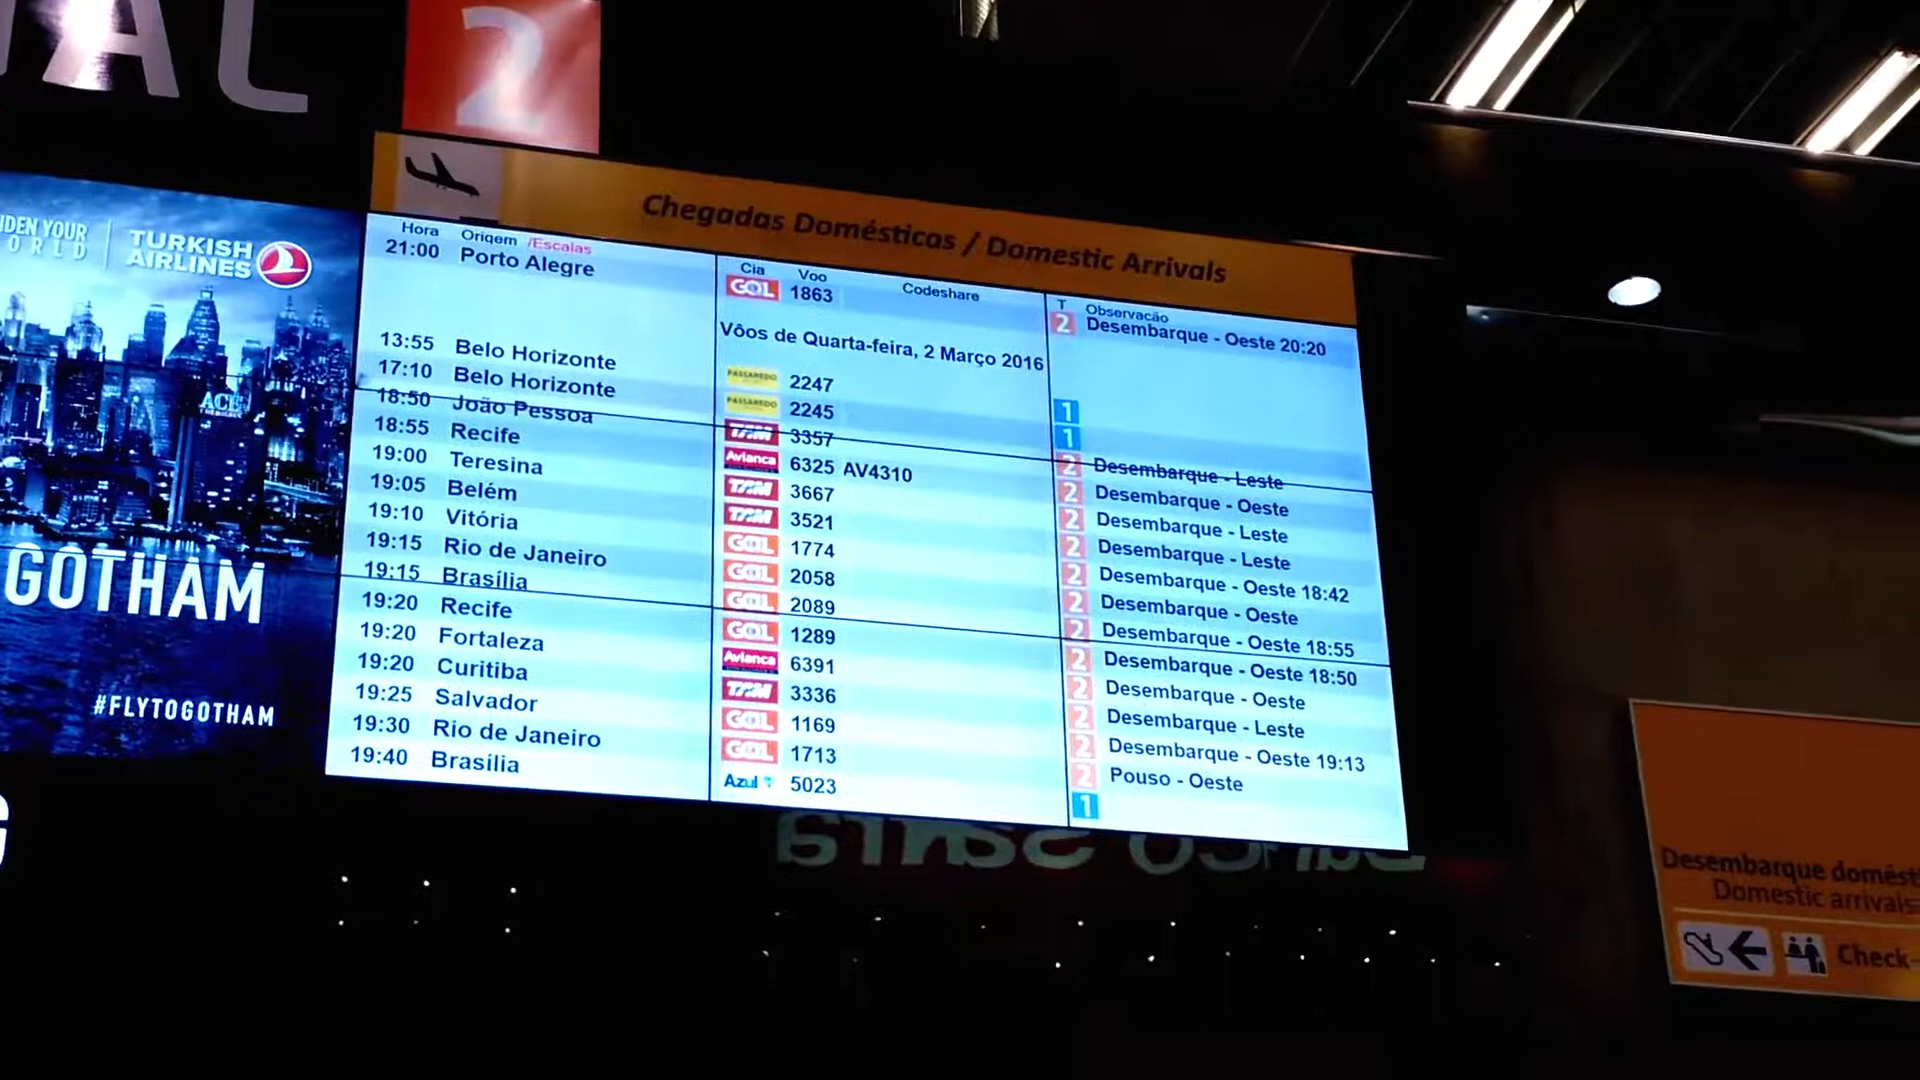 2
IDEN YOUR
ORLD
TURKISH
AIRLINES
ACE
GOTHAM
#FLYTOGOTHAM
Chegadas Domésticas / Domestic Arrivals
Hora Origem /Escalas Cia Voo Codeshare T Observacão
21:00 Porto Alegre GOL 1863 2 Desembarque - Oeste 20:20
Vôos de Quarta-feira, 2 Março 2016
13:55 Belo Horizonte PASSAREDO 2247 1
17:10 Belo Horizonte PASSAREDO 2245 1
18:50 João Pessoa TAM 3357 2 Desembarque - Leste
18:55 Recife Avianca 6325 AV4310 2 Desembarque - Oeste
19:00 Teresina TAM 3667 2 Desembarque - Leste
19:05 Belém TAM 3521 2 Desembarque - Leste
19:10 Vitória GOL 1774 2 Desembarque - Oeste 18:42
19:15 Rio de Janeiro GOL 2058 2 Desembarque - Oeste
19:15 Brasília GOL 2089 2 Desembarque - Oeste 18:55
19:20 Recife GOL 1289 2 Desembarque - Oeste 18:50
19:20 Fortaleza Avianca 6391 2 Desembarque - Oeste
19:20 Curitiba TAM 3336 2 Desembarque - Leste
19:25 Salvador GOL 1169 2 Desembarque - Oeste 19:13
19:30 Rio de Janeiro GOL 1713 2 Pouso - Oeste
19:40 Brasília Azul 5023 1
Desembarque domést
Domestic arrivals
Check-